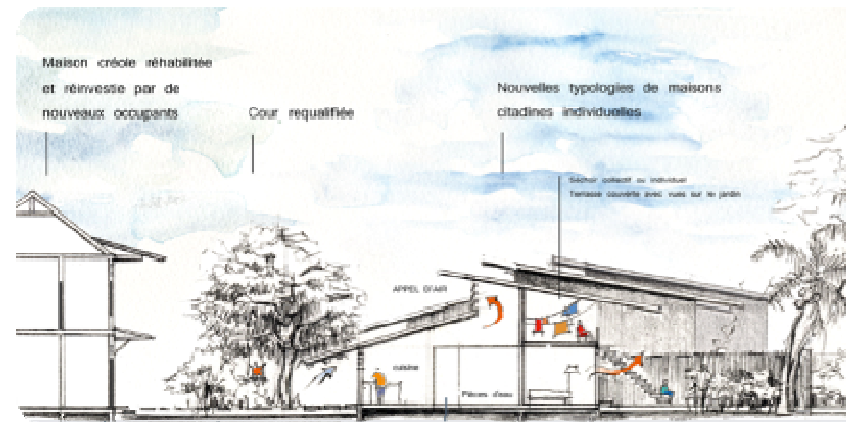 Maison créole réhabilitée
et réinvestie par de
nouveaux occupants
Cour requalifiée
Nouvelles typologies de maisons
citadines individuelles
Séchoir collectif ou individuel
Terrasse couverte avec vues sur le jardin
APPEL D'AIR
cuisine
Pièces d'eau